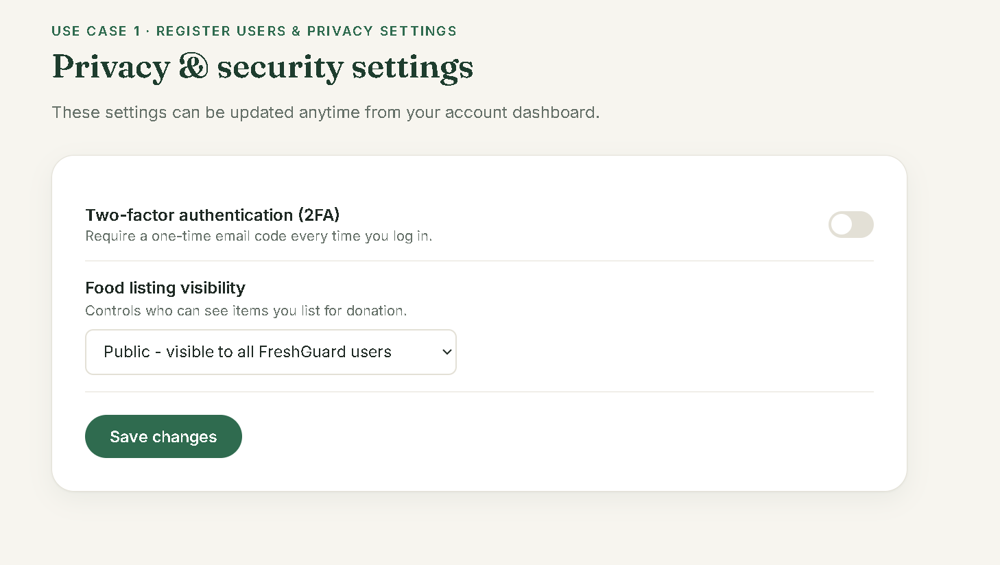 USE CASE 1 · REGISTER USERS & PRIVACY SETTINGS
Privacy & security settings
These settings can be updated anytime from your account dashboard.
Two-factor authentication (2FA)
Require a one-time email code every time you log in.
Food listing visibility
Controls who can see items you list for donation.
Public - visible to all FreshGuard users
Save changes